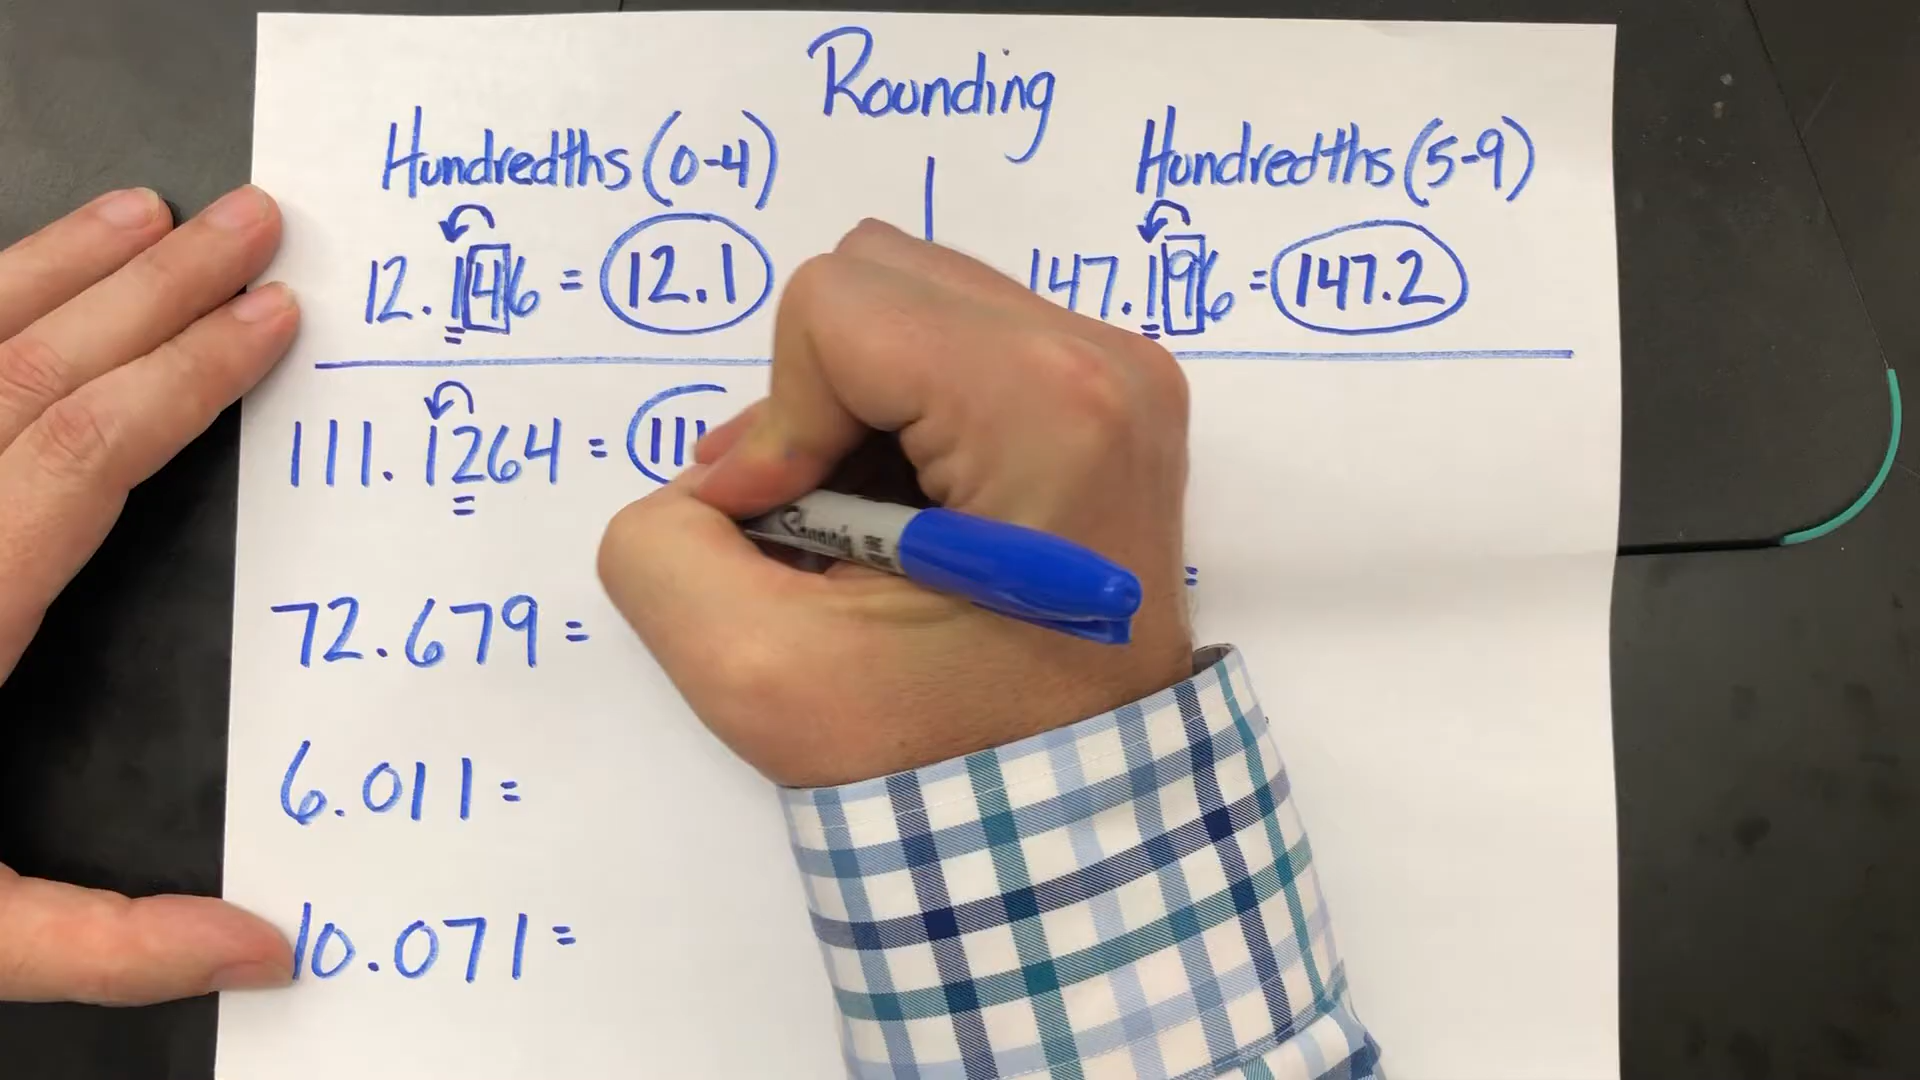 Rounding
Hundredths (0-4)
Hundredths (5-9)
12.146 = 12.1
147.196 = 147.2
111.1264 = 111
72.679 =
=
6.011 =
10.071 =